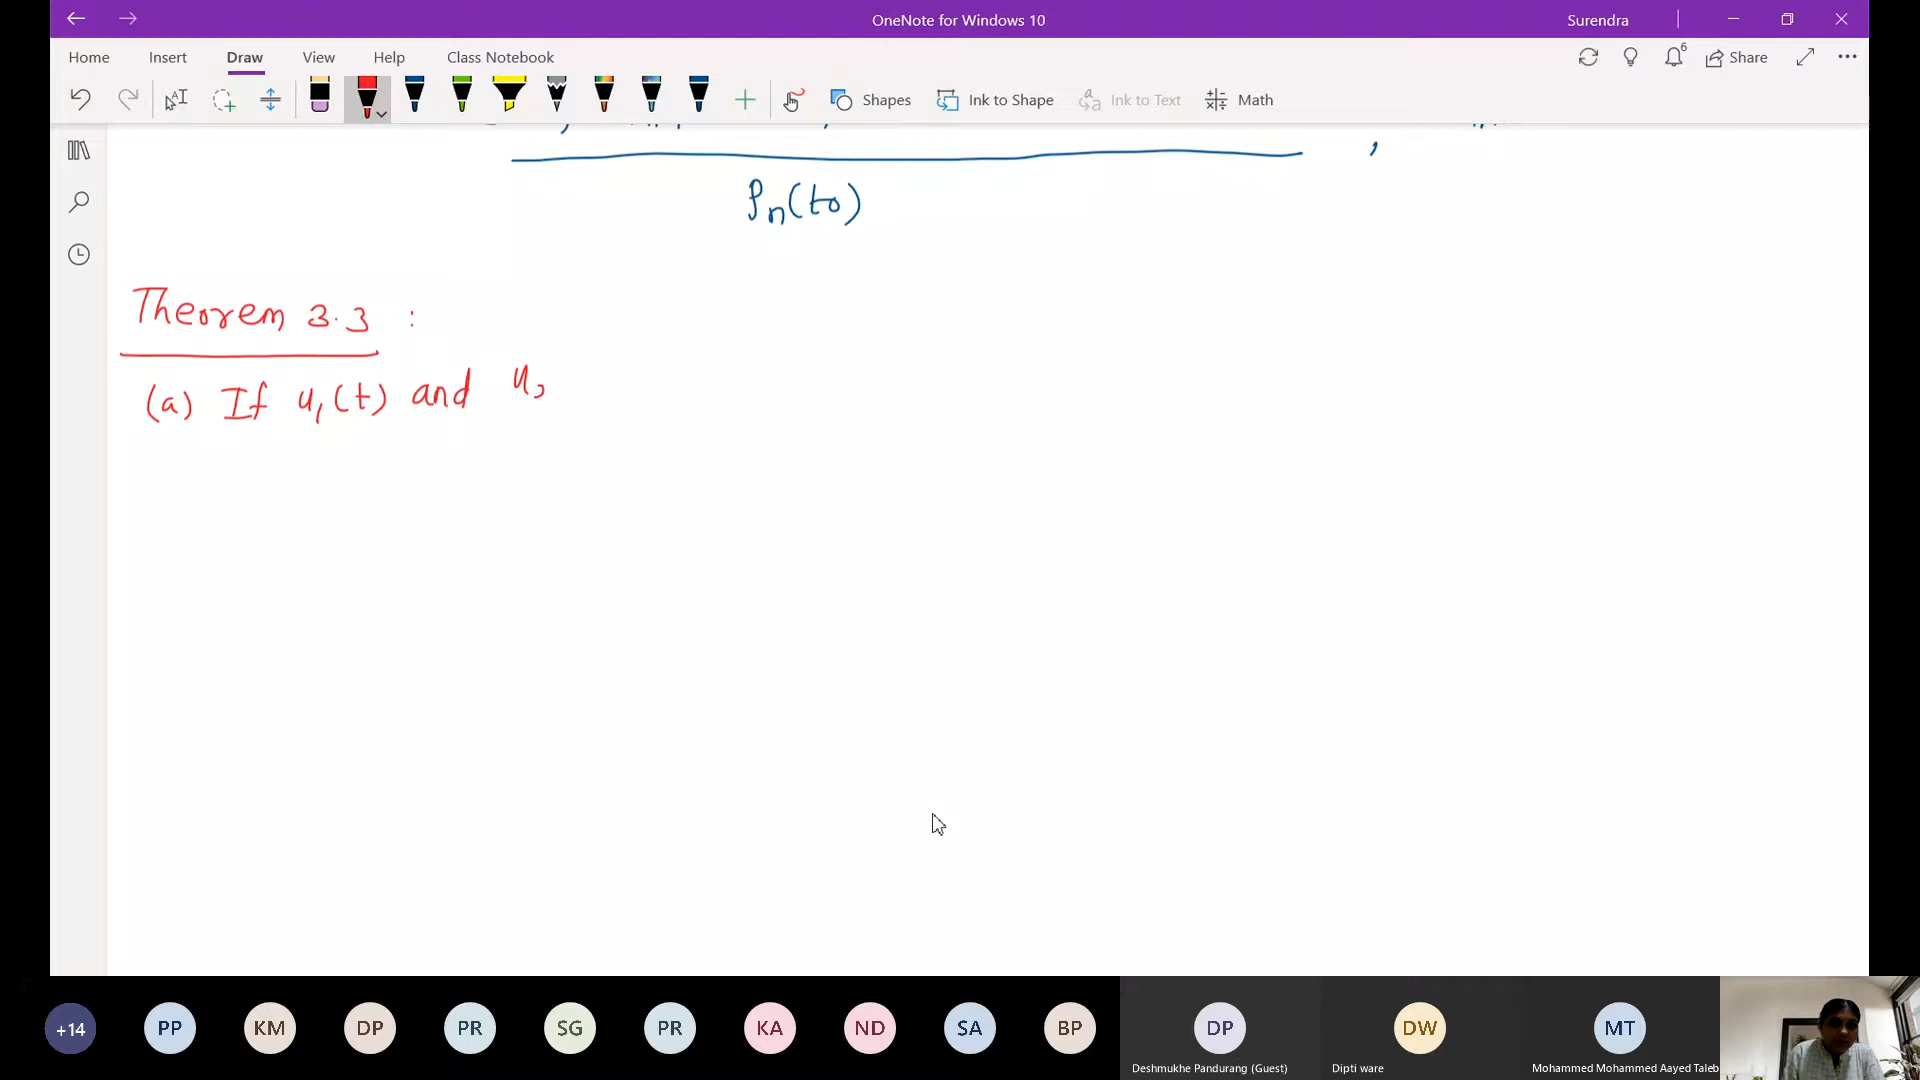 OneNote for Windows 10
Surendra
Home Insert Draw View Help Class Notebook
6 Share
Shapes Ink to Shape Ink to Text Math
Pn(to)
Theorem 3.3 :
(a) If u1(t) and u
+14 PP KM DP PR SG PR KA ND SA BP DP DW MT
Deshmukhe Pandurang (Guest) Dipti ware Mohammed Mohammed Aayed Taleb